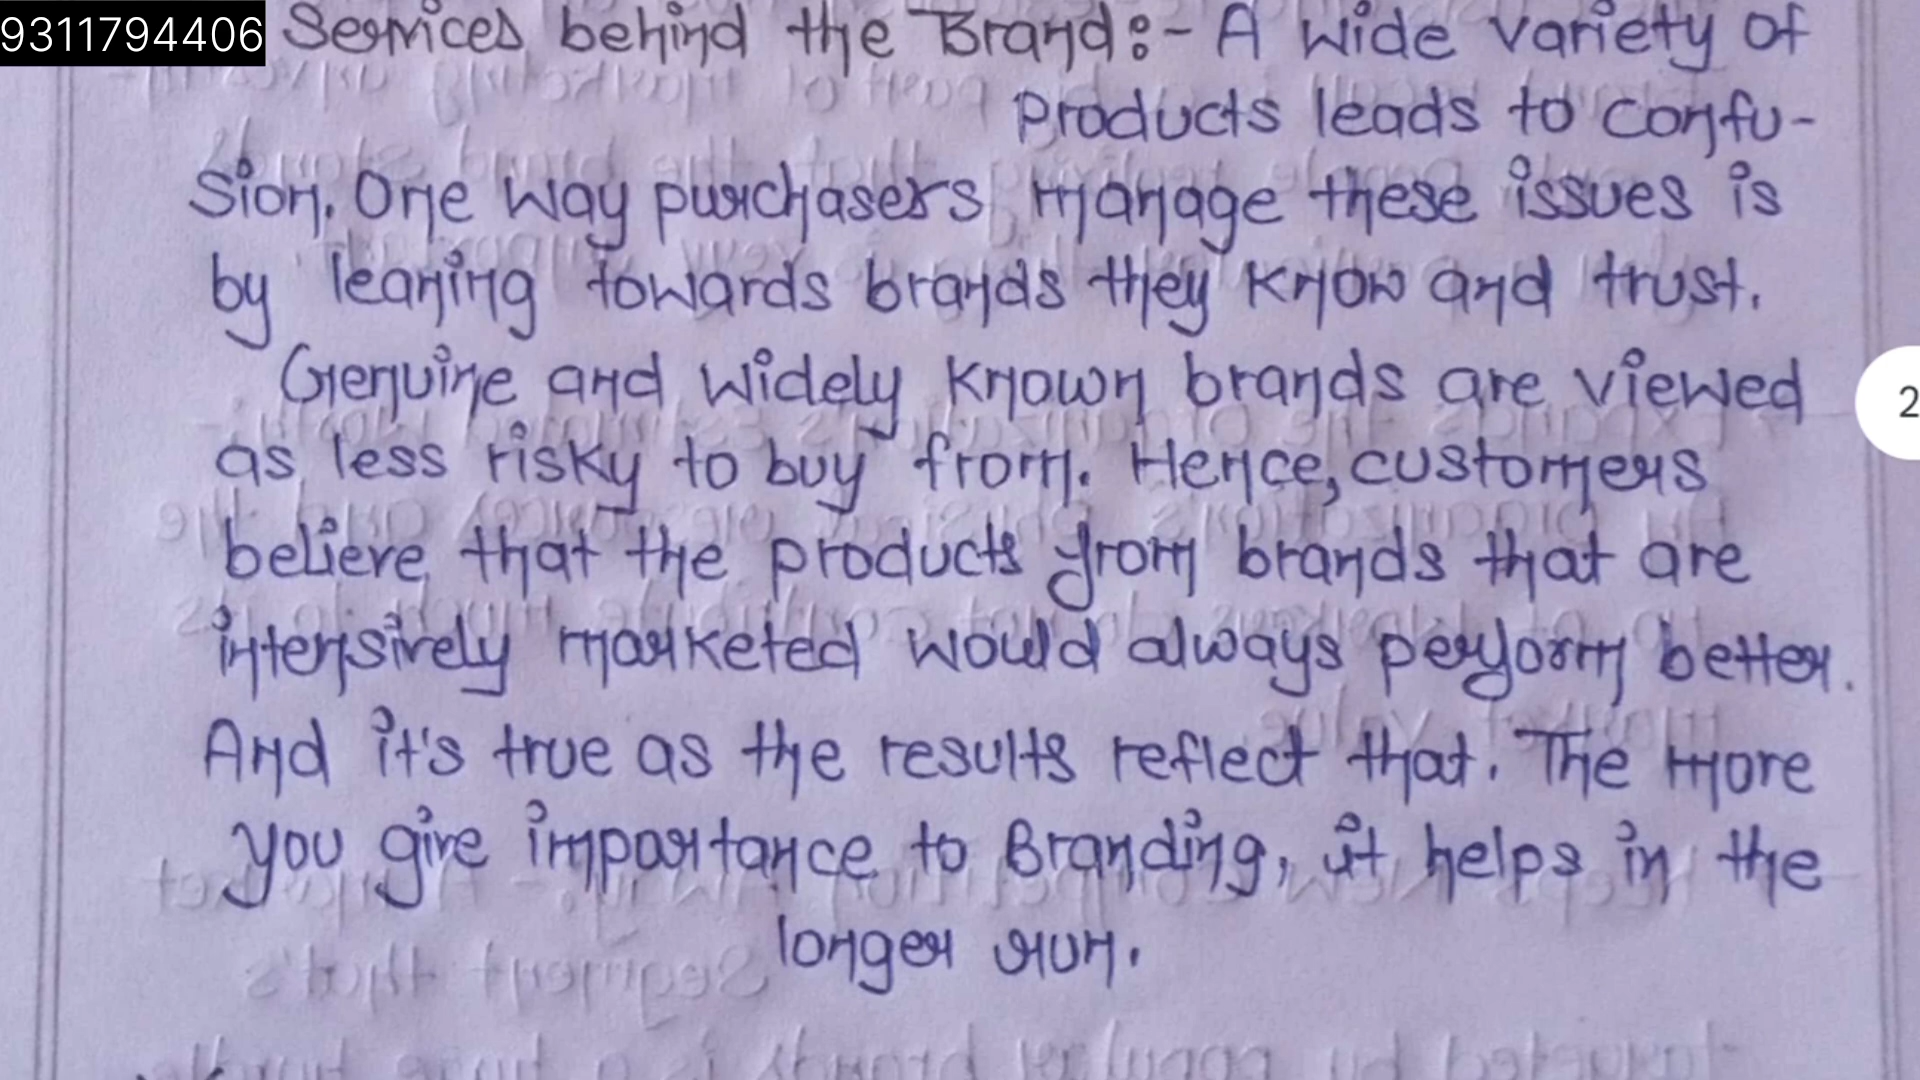 9311794406
Services behind the Brand:- A wide variety of
products leads to confu-
sion. One way purchasers manage these issues is
by leaning towards brands they know and trust.
Genuine and widely known brands are viewed
as less risky to buy from. Hence, customers
believe that the products from brands that are
intensively marketed would always perform better.
And it's true as the results reflect that. The more
you give importance to Branding, it helps in the
longer run.
2